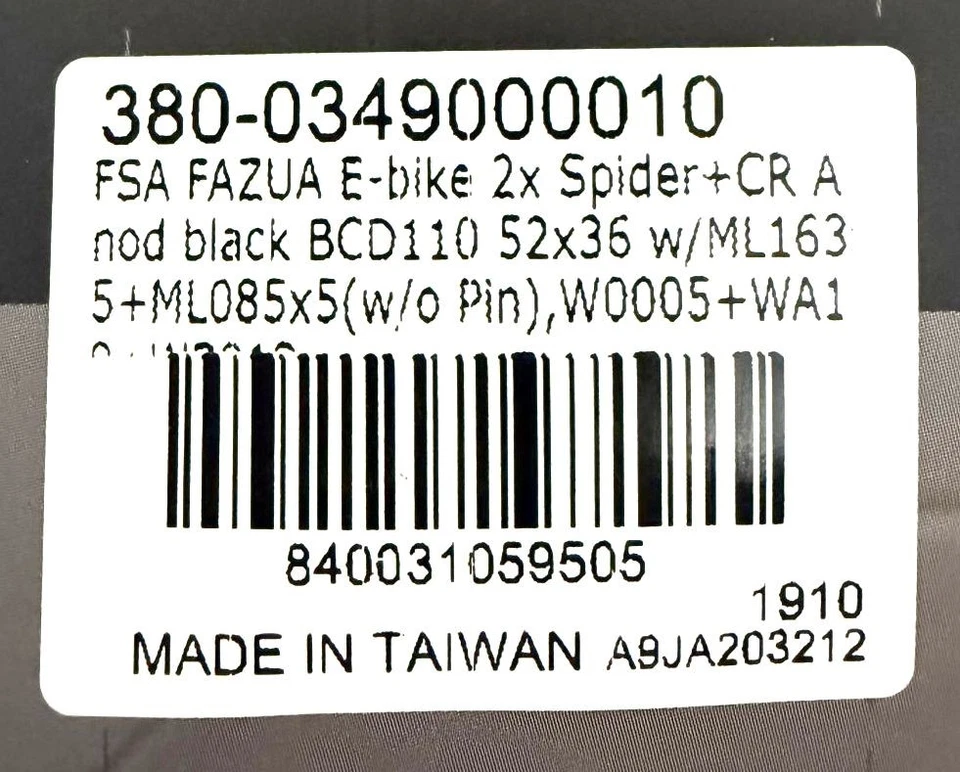 380-0349000010
FSA FAZUA E-bike 2x Spider+CR A
nod black BCD110 52x36 w/ML163
5+ML085x5(w/o Pin),W0005+WA1
840031059505
1910
MADE IN TAIWAN A9JA203212